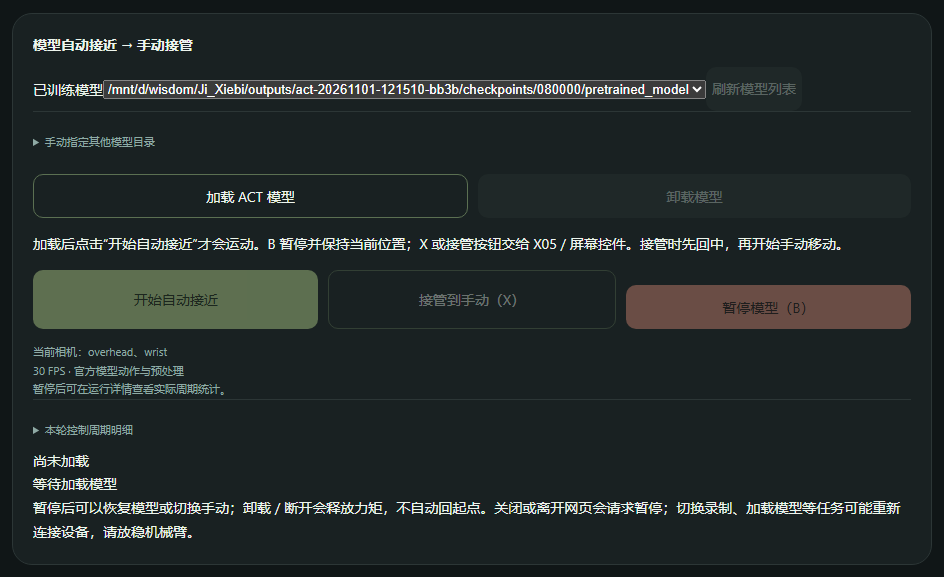 模型自动接近 → 手动接管
已训练模型 /mnt/d/wisdom/Ji_Xiebi/outputs/act-20261101-121510-bb3b/checkpoints/080000/pretrained_model 刷新模型列表
▶ 手动指定其他模型目录
加载 ACT 模型 卸载模型
加载后点击“开始自动接近”才会运动。B 暂停并保持当前位置；X 或接管按钮交给 X05 / 屏幕控件。接管时先回中，再开始手动移动。
开始自动接近 接管到手动（X） 暂停模型（B）
当前相机：overhead、wrist
30 FPS · 官方模型动作与预处理
暂停后可在运行详情查看实际周期统计。
▶ 本轮控制周期明细
尚未加载
等待加载模型
暂停后可以恢复模型或切换手动；卸载 / 断开会释放力矩，不自动回起点。关闭或离开网页会请求暂停；切换录制、加载模型等任务可能重新
连接设备，请放稳机械臂。